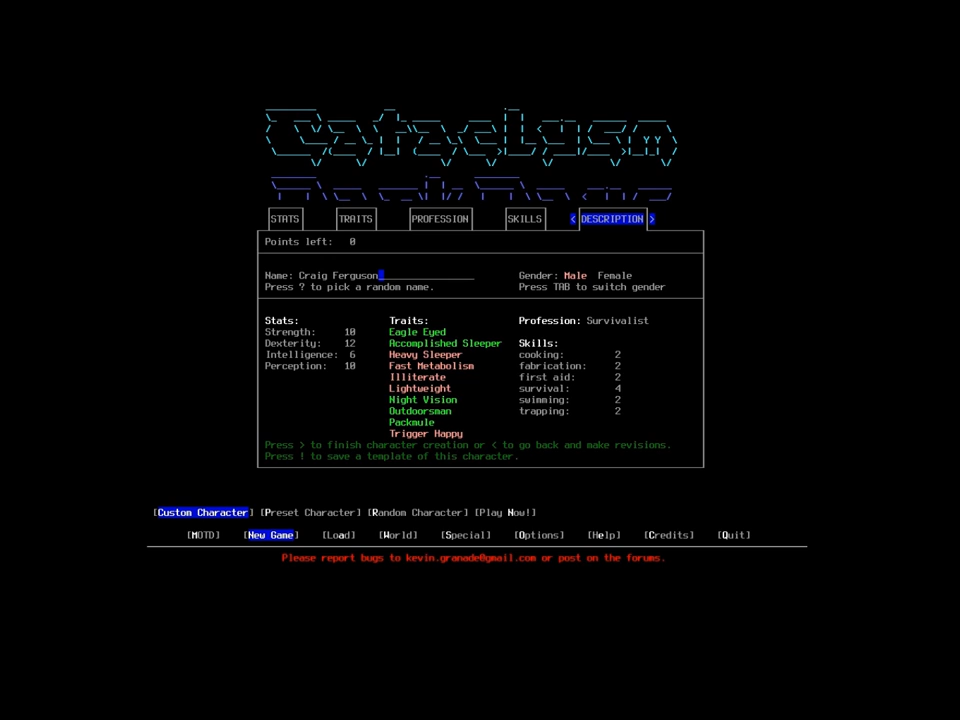 STATS TRAITS PROFESSION SKILLS < DESCRIPTION >
Points left: 0
Name: Craig Ferguson_ Gender: Male Female
Press ? to pick a random name. Press TAB to switch gender
Stats: Traits: Profession: Survivalist
Strength: 10 Eagle Eyed
Dexterity: 12 Accomplished Sleeper Skills:
Intelligence: 6 Heavy Sleeper cooking: 2
Perception: 10 Fast Metabolism fabrication: 2
Illiterate first aid: 2
Lightweight survival: 4
Night Vision swimming: 2
Outdoorsman trapping: 2
Packmule
Trigger Happy
Press > to finish character creation or < to go back and make revisions.
Press ! to save a template of this character.
[Custom Character] [Preset Character] [Random Character] [Play Now!]
[MOTD] [New Game] [Load] [World] [Special] [Options] [Help] [Credits] [Quit]
Please report bugs to kevin.granade@gmail.com or post on the forums.